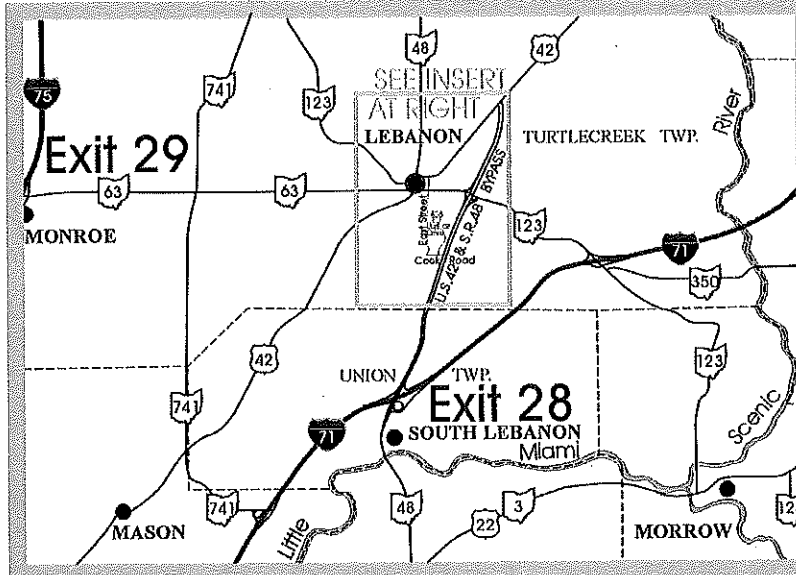 48
42
75
741
SEE INSERT
AT RIGHT
123
LEBANON
TURTLECREEK TWP.
River
Exit 29
63
63
BYPASS
East Street
123
MONROE
U.S. 42 & S.R. 48
71
350
42
UNION TWP.
123
741
Exit 28
71
SOUTH LEBANON
Scenic
Miami
741
48
3
22
MASON
Little
MORROW